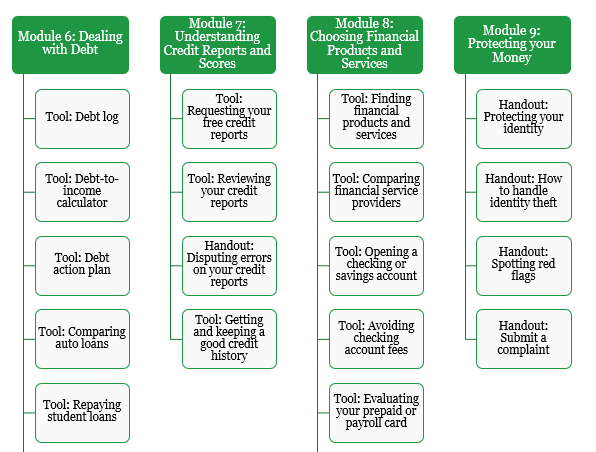 Module 6: Dealing
with Debt
Tool: Debt log
Tool: Debt-to-
income
calculator
Tool: Debt
action plan
Tool: Comparing
auto loans
Tool: Repaying
student loans
Module 7:
Understanding
Credit Reports and
Scores
Tool:
Requesting your
free credit
reports
Tool: Reviewing
your credit
reports
Handout:
Disputing errors
on your credit
reports
Tool: Getting
and keeping a
good credit
history
Module 8:
Choosing Financial
Products and
Services
Tool: Finding
financial
products and
services
Tool: Comparing
financial service
providers
Tool: Opening a
checking or
savings account
Tool: Avoiding
checking
account fees
Tool: Evaluating
your prepaid or
payroll card
Module 9:
Protecting your
Money
Handout:
Protecting your
identity
Handout: How
to handle
identity theft
Handout:
Spotting red
flags
Handout:
Submit a
complaint